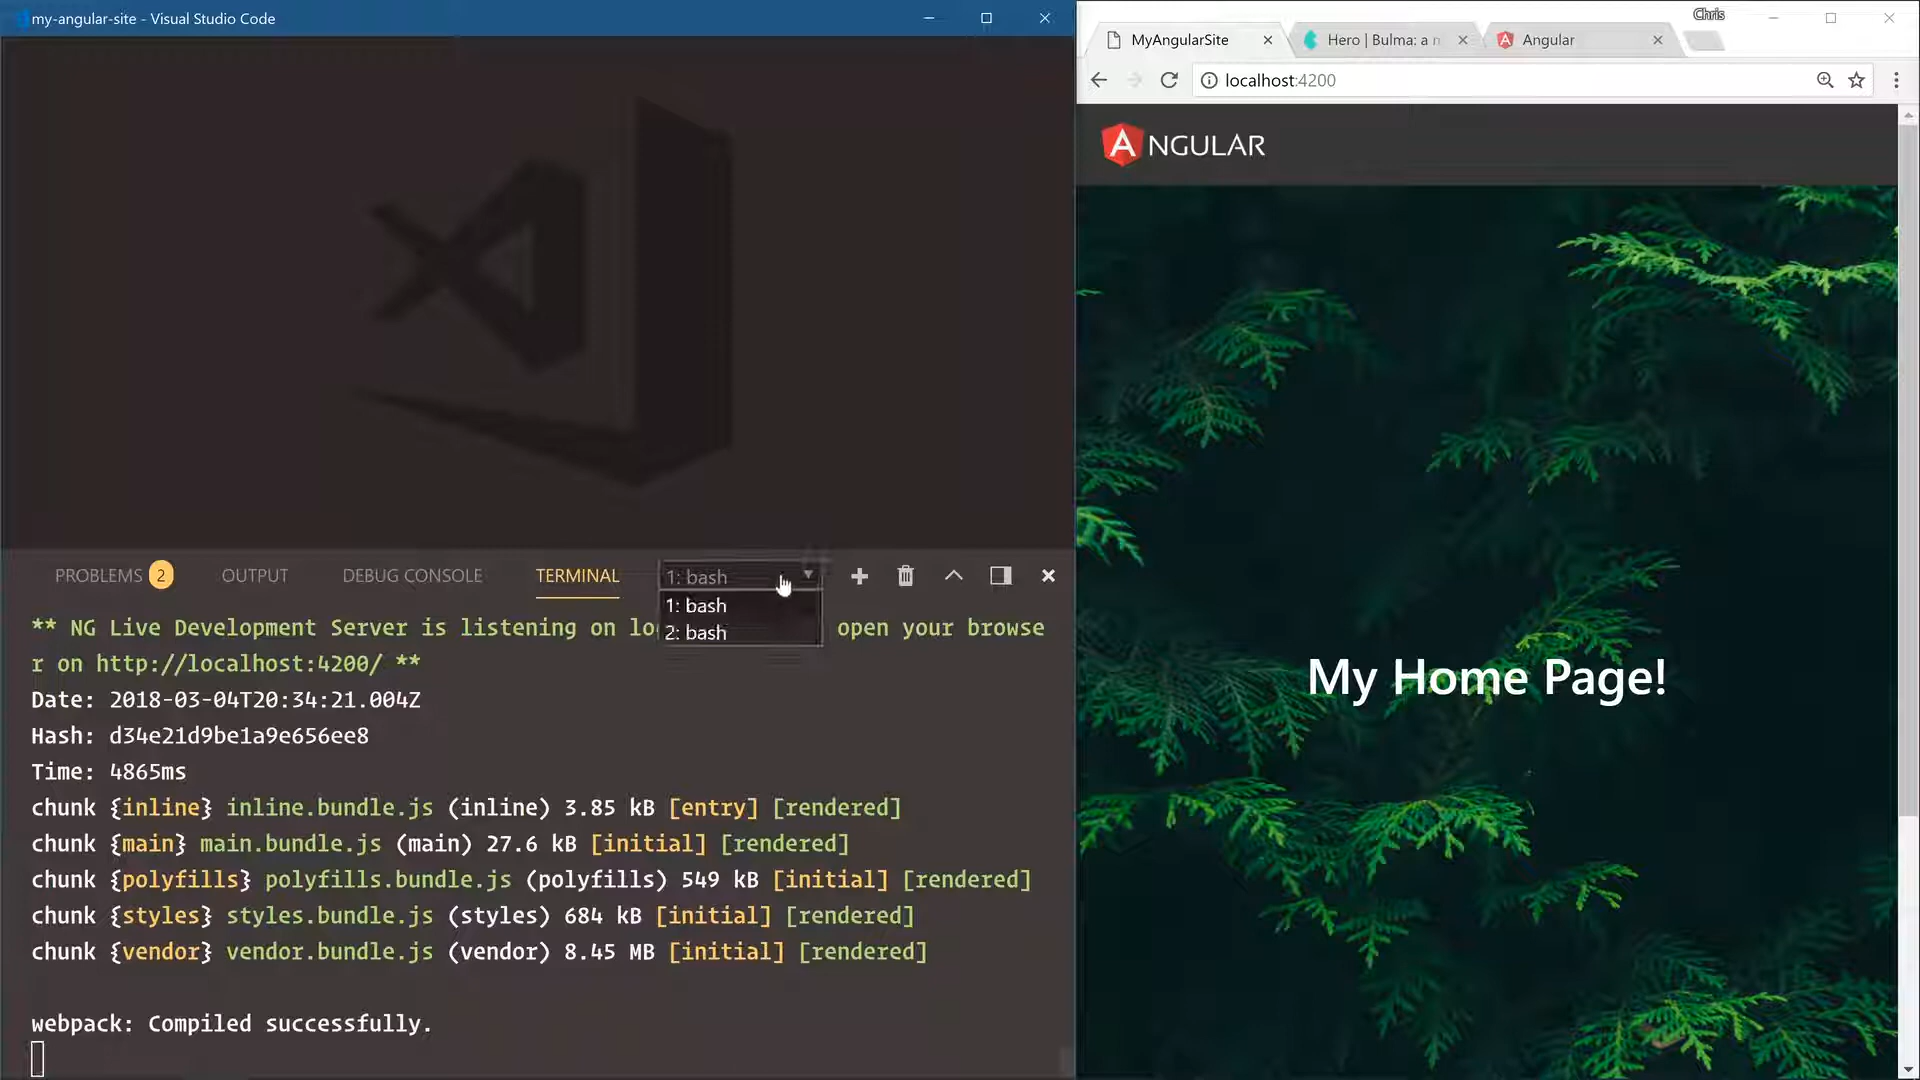 my-angular-site - Visual Studio Code
PROBLEMS 2 OUTPUT DEBUG CONSOLE TERMINAL 1: bash
1: bash
2: bash
** NG Live Development Server is listening on lo open your browse
r on http://localhost:4200/ **
Date: 2018-03-04T20:34:21.004Z
Hash: d34e21d9be1a9e656ee8
Time: 4865ms
chunk {inline} inline.bundle.js (inline) 3.85 kB [entry] [rendered]
chunk {main} main.bundle.js (main) 27.6 kB [initial] [rendered]
chunk {polyfills} polyfills.bundle.js (polyfills) 549 kB [initial] [rendered]
chunk {styles} styles.bundle.js (styles) 684 kB [initial] [rendered]
chunk {vendor} vendor.bundle.js (vendor) 8.45 MB [initial] [rendered]
webpack: Compiled successfully.
Chris
MyAngularSite Hero | Bulma: a m Angular
localhost:4200
ANGULAR
My Home Page!